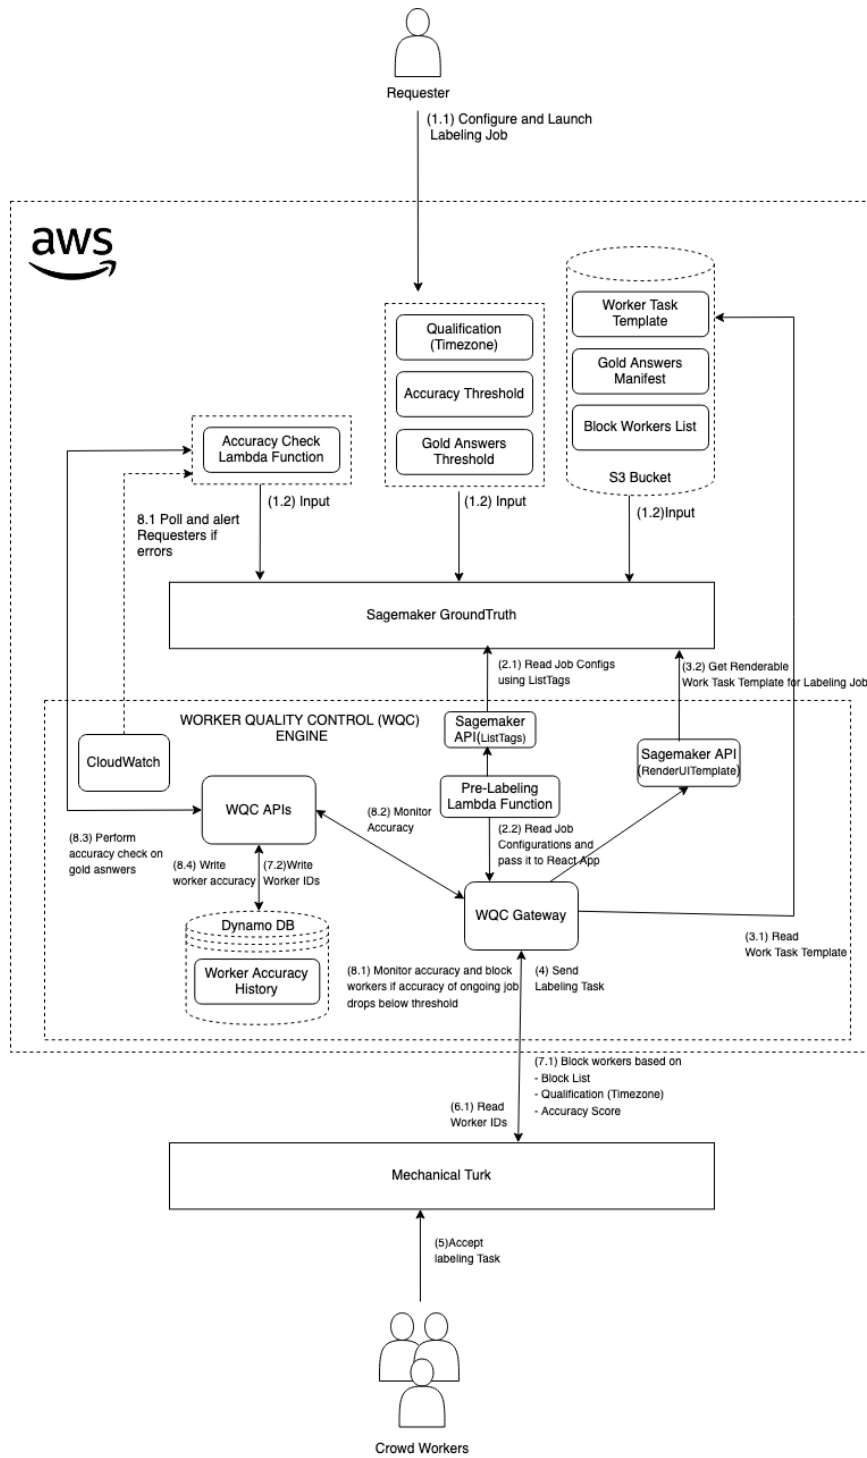 Requester
(1.1) Configure and Launch
Labeling Job
aws
Qualification
(Timezone)
Accuracy Threshold
Gold Answers
Threshold
Worker Task
Template
Gold Answers
Manifest
Block Workers List
S3 Bucket
Accuracy Check
Lambda Function
8.1 Poll and alert
Requesters if
errors
(1.2) Input
(1.2) Input
(1.2)Input
Sagemaker GroundTruth
(2.1) Read Job Configs
using ListTags
(3.2) Get Renderable
Work Task Template for Labeling Job
WORKER QUALITY CONTROL (WQC)
ENGINE
CloudWatch
Sagemaker
API(ListTags)
Sagemaker API
(RenderUITemplate)
Pre-Labeling
Lambda Function
WQC APIs
(8.2) Monitor
Accuracy
(2.2) Read Job
Configurations and
pass it to React App
(8.3) Perform
accuracy check on
gold asnwers
(8.4) Write
worker accuracy
(7.2)Write
Worker IDs
WQC Gateway
Dynamo DB
Worker Accuracy
History
(3.1) Read
Work Task Template
(8.1) Monitor accuracy and block
workers if accuracy of ongoing job
drops below threshold
(4) Send
Labeling Task
(7.1) Block workers based on
- Block List
- Qualification (Timezone)
- Accuracy Score
(6.1) Read
Worker IDs
Mechanical Turk
(5)Accept
labeling Task
Crowd Workers